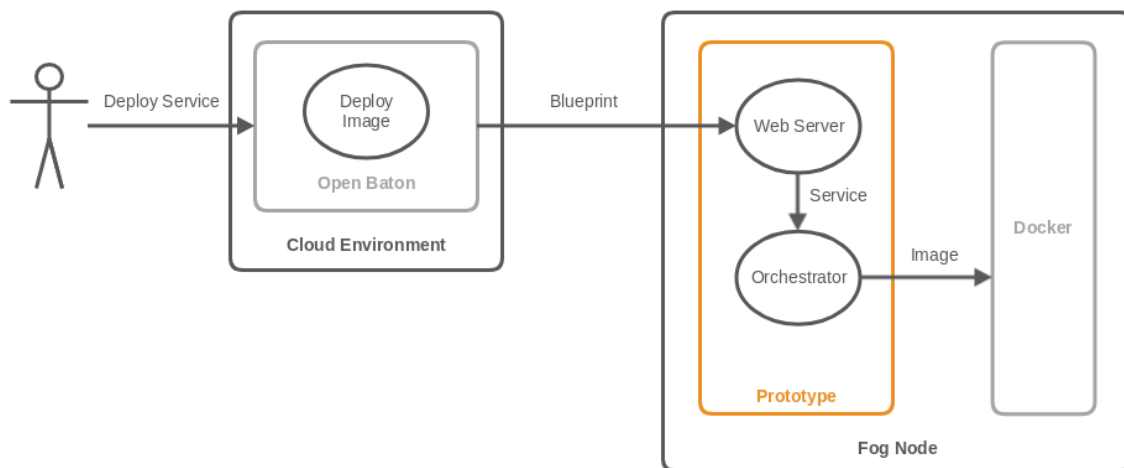 Deploy Service
Deploy
Image
Open Baton
Cloud Environment
Blueprint
Web Server
Service
Orchestrator
Image
Docker
Prototype
Fog Node